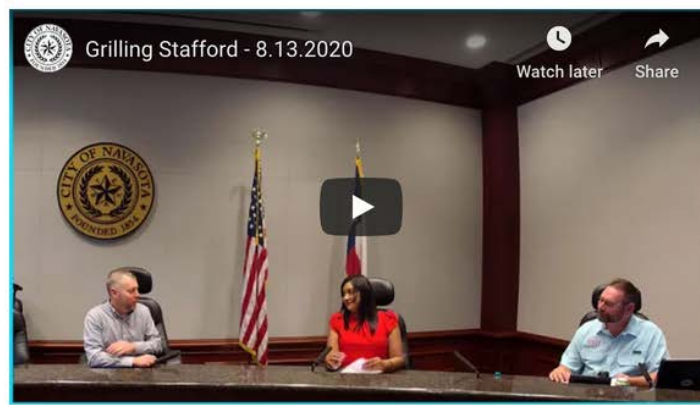 Grilling Stafford - 8.13.2020
Watch later
Share
CITY OF NAVASOTA
FOUNDED 1854